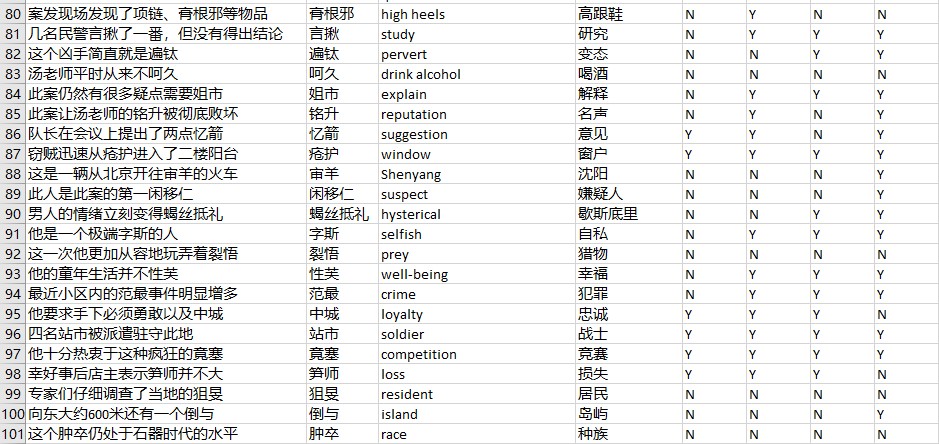 80 案发现场发现了项链、育根邪等物品 育根邪 high heels 高跟鞋 N Y N N
81 几名民警言揪了一番，但没有得出结论 言揪 study 研究 N Y Y Y
82 这个凶手简直就是遍钛 遍钛 pervert 变态 N N Y Y
83 汤老师平时从来不呵久 呵久 drink alcohol 喝酒 N N N N
84 此案仍然有很多疑点需要姐市 姐市 explain 解释 N Y Y Y
85 此案让汤老师的铭升被彻底败坏 铭升 reputation 名声 N Y N Y
86 队长在会议上提出了两点忆箭 忆箭 suggestion 意见 Y Y N Y
87 窃贼迅速从疮护进入了二楼阳台 疮护 window 窗户 Y Y Y Y
88 这是一辆从北京开往审羊的火车 审羊 Shenyang 沈阳 N N N Y
89 此人是此案的第一闲移仁 闲移仁 suspect 嫌疑人 N N N Y
90 男人的情绪立刻变得蝎丝抵礼 蝎丝抵礼 hysterical 歇斯底里 N N Y Y
91 他是一个极端字斯的人 字斯 selfish 自私 N Y Y Y
92 这一次他更加从容地玩弄着裂悟 裂悟 prey 猎物 N N N N
93 他的童年生活并不性芙 性芙 well-being 幸福 N Y Y Y
94 最近小区内的范最事件明显增多 范最 crime 犯罪 N Y Y Y
95 他要求手下必须勇敢以及中城 中城 loyalty 忠诚 Y Y Y N
96 四名站市被派遣驻守此地 站市 soldier 战士 Y Y Y Y
97 他十分热衷于这种疯狂的竟塞 竟塞 competition 竞赛 Y Y Y Y
98 幸好事后店主表示笋师并不大 笋师 loss 损失 Y Y Y N
99 专家们仔细调查了当地的狙旻 狙旻 resident 居民 N N N N
100 向东大约600米还有一个倒与 倒与 island 岛屿 N N N Y
101 这个肿卒仍处于石器时代的水平 肿卒 race 种族 N N N N